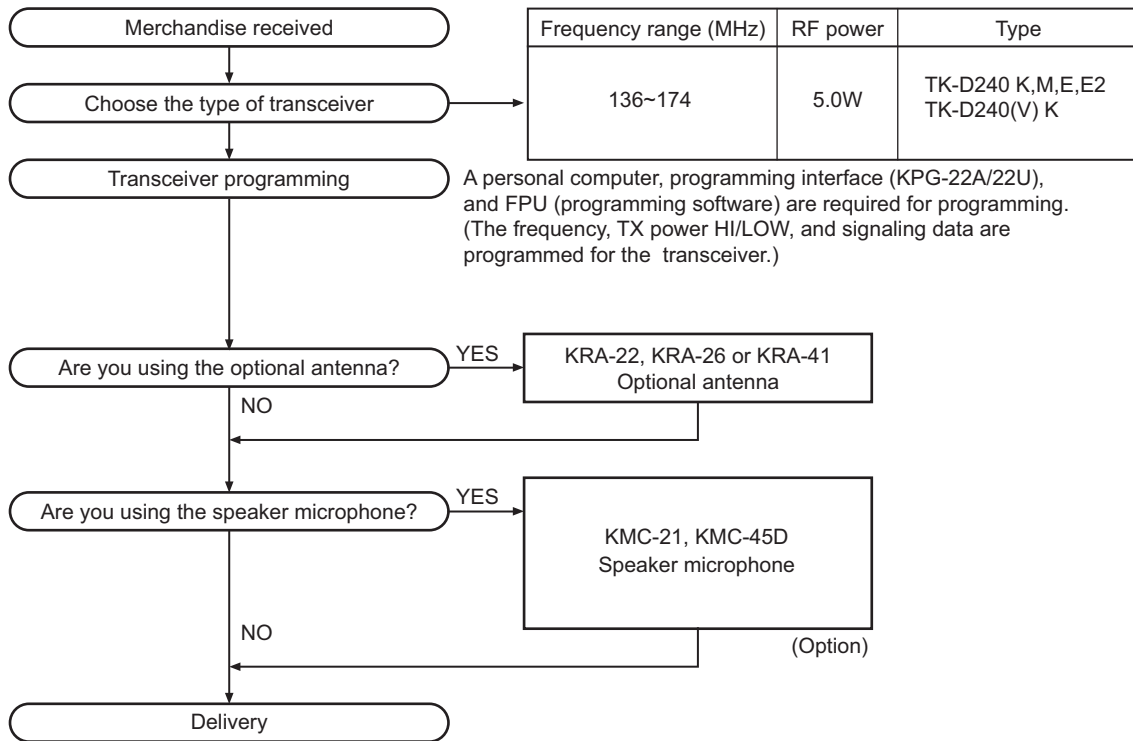 Merchandise received
Choose the type of transceiver
Frequency range (MHz) RF power Type
136~174 5.0W TK-D240 K,M,E,E2
TK-D240(V) K
Transceiver programming
A personal computer, programming interface (KPG-22A/22U),
and FPU (programming software) are required for programming.
(The frequency, TX power HI/LOW, and signaling data are
programmed for the transceiver.)
Are you using the optional antenna?
YES
KRA-22, KRA-26 or KRA-41
Optional antenna
NO
Are you using the speaker microphone?
YES
KMC-21, KMC-45D
Speaker microphone
(Option)
NO
Delivery